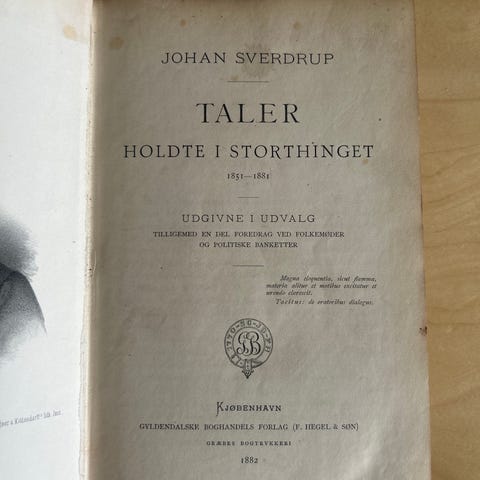 JOHAN SVERDRUP
TALER
HOLDTE I STORTHINGET
1851—1881
UDGIVNE I UDVALG
TILLIGEMED EN DEL FOREDRAG VED FOLKEMØDER
OG POLITISKE BANKETTER
Magna eloquentia, sicut flamma,
materia alitur et motibus excitatur et
urendo clarescit.
Tacitus: de oratoribus dialogus.
KJØBENHAVN
GYLDENDALSKE BOGHANDELS FORLAG (F. HEGEL & SØN)
GRÆBES BOGTRYKKERI
1882